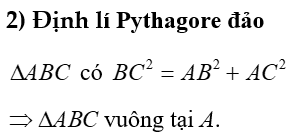 2) Định lí Pythagore đảo
ΔABC có BC² = AB² + AC²
⇒ ΔABC vuông tại A.